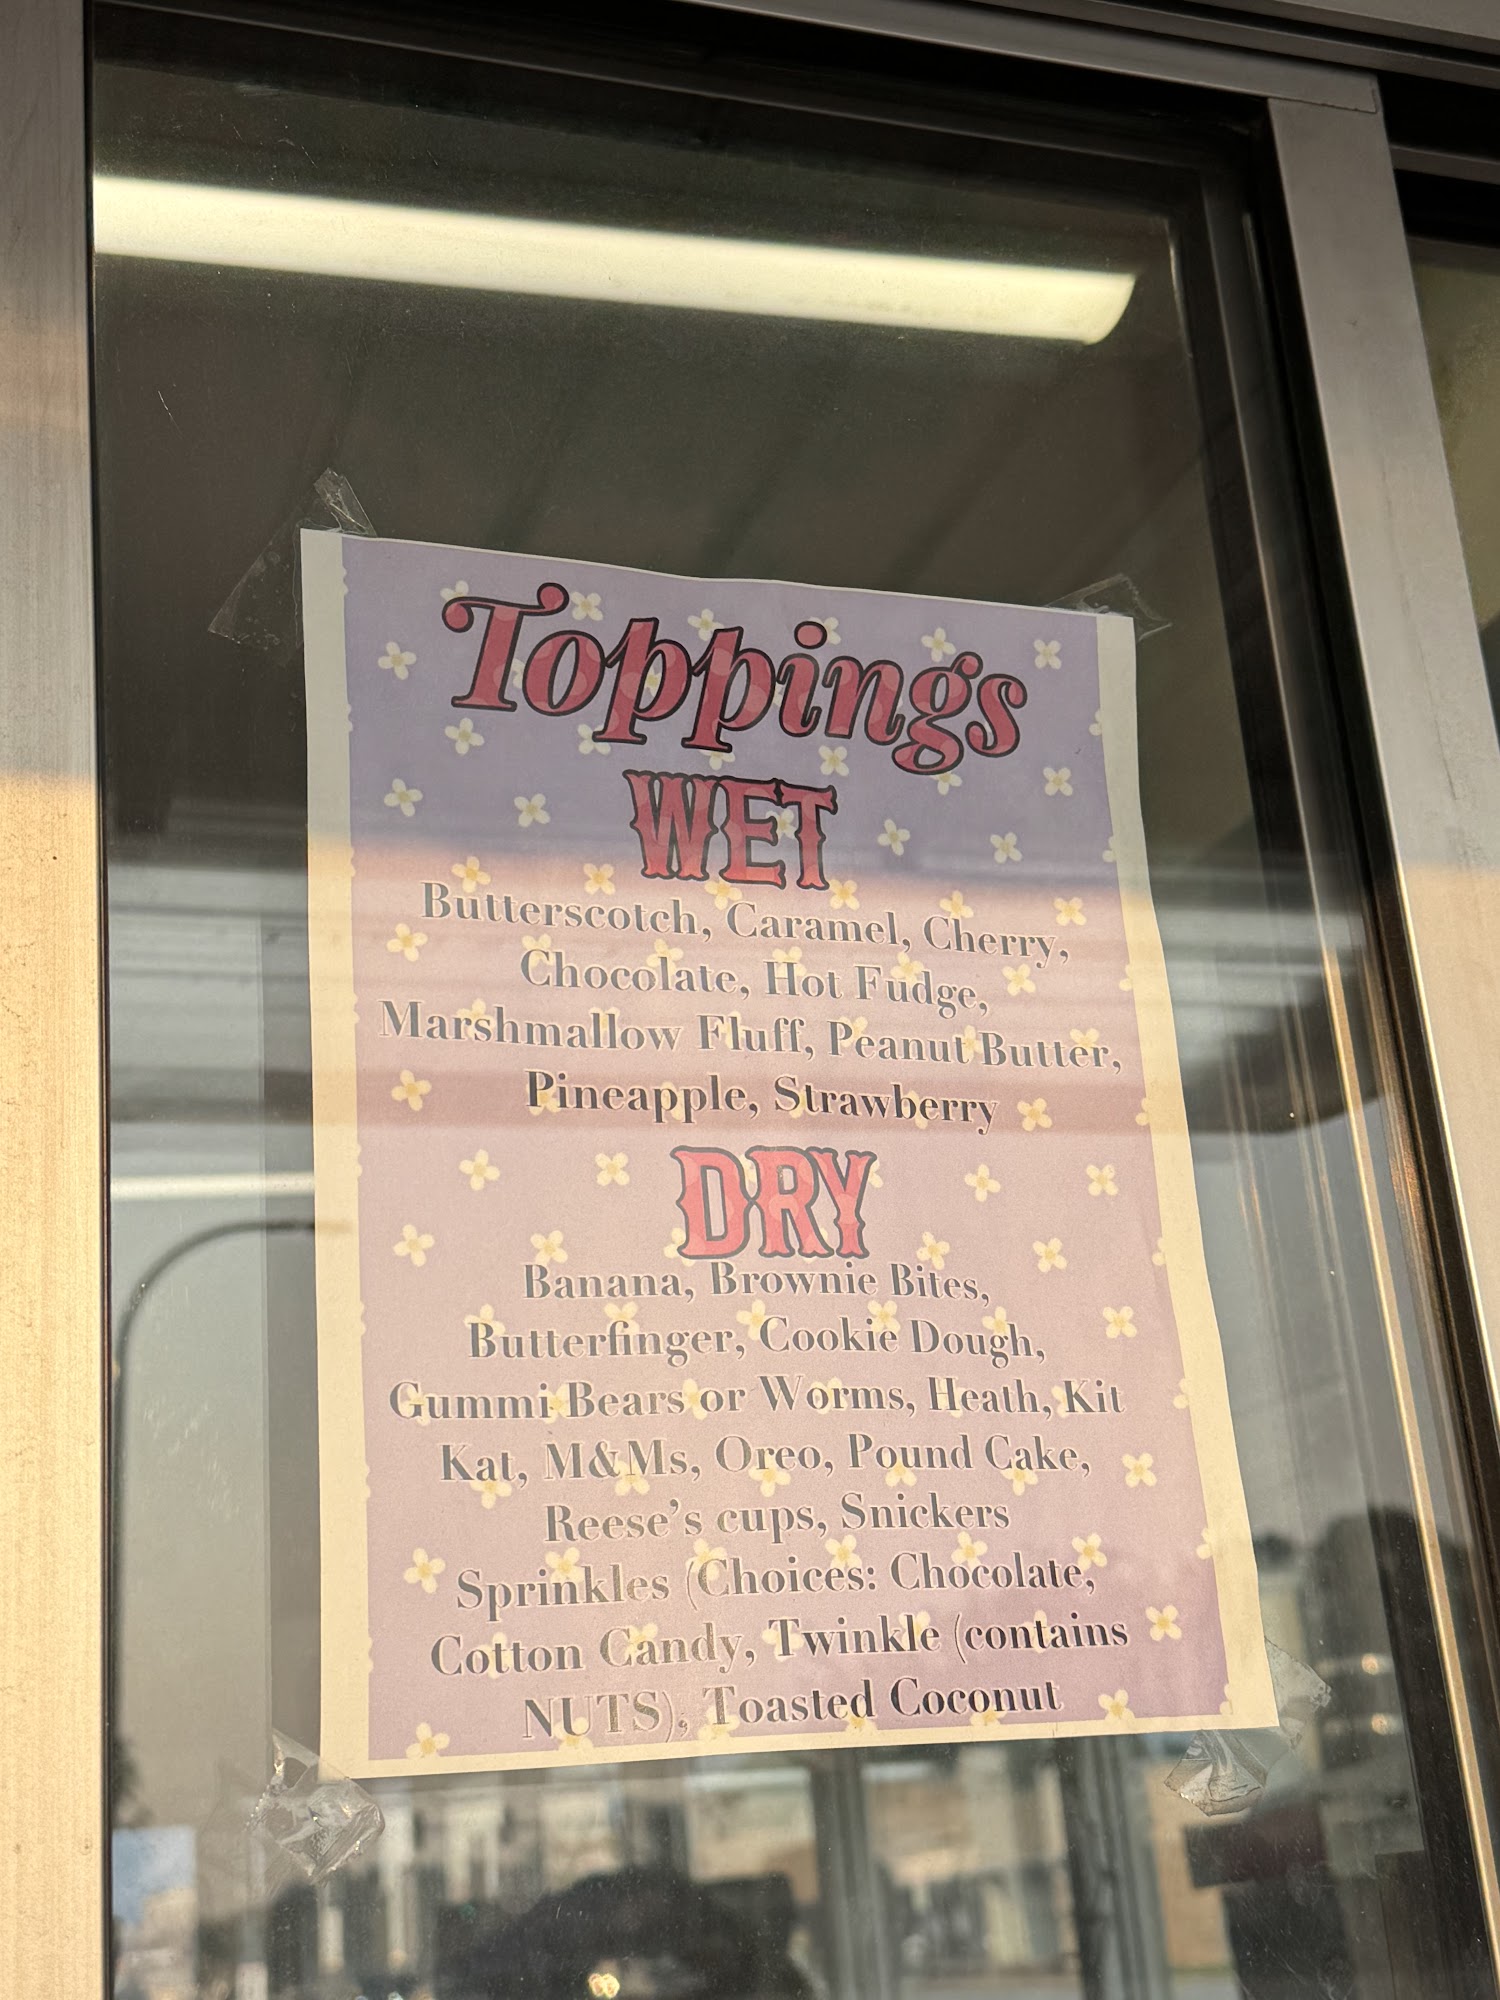 Toppings
WET
Butterscotch, Caramel, Cherry,
Chocolate, Hot Fudge,
Marshmallow Fluff, Peanut Butter,
Pineapple, Strawberry
DRY
Banana, Brownie Bites,
Butterfinger, Cookie Dough,
Gummi Bears or Worms, Heath, Kit
Kat, M&Ms, Oreo, Pound Cake,
Reese's cups, Snickers
Sprinkles (Choices: Chocolate,
Cotton Candy, Twinkle (contains
NUTS), Toasted Coconut